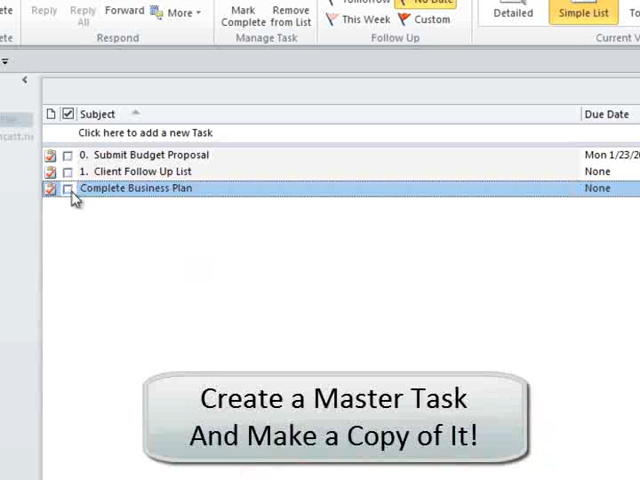 Tomorrow No Date
Reply Reply All Forward More Mark Complete Remove from List This Week Custom Detailed Simple List
Respond Manage Task Follow Up Current
Subject Due Date
Click here to add a new Task
0. Submit Budget Proposal Mon 1/23/20
1. Client Follow Up List None
Complete Business Plan None
Create a Master Task
And Make a Copy of It!